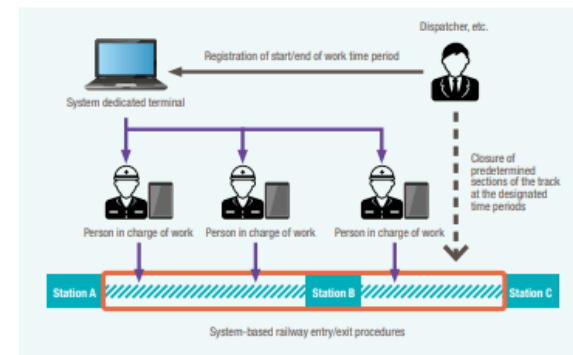 Dispatcher, etc.
Registration of start/end of work time period
System dedicated terminal
Closure of
predetermined
sections of the track
at the designated
time periods
Person in charge of work
Person in charge of work
Person in charge of work
Station A
Station B
Station C
System-based railway entry/exit procedures